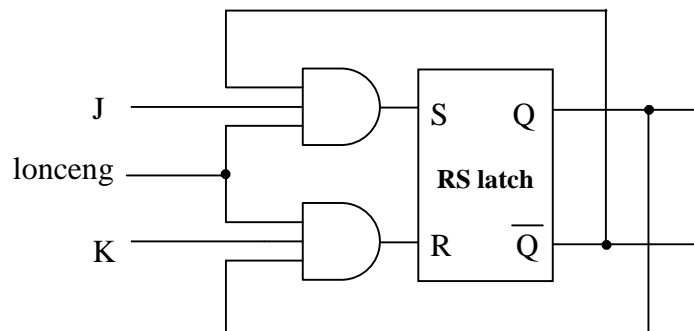 J
lonceng
K
S Q
RS latch
R Q̅